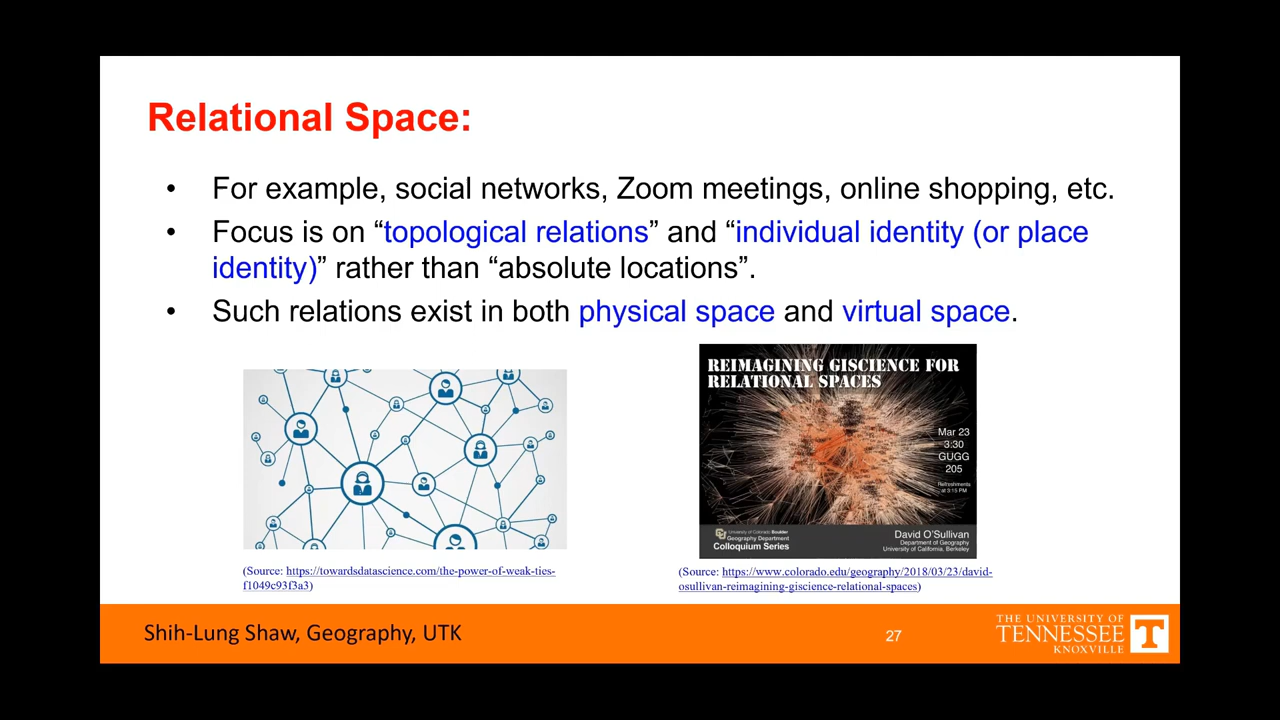 Relational Space:
• For example, social networks, Zoom meetings, online shopping, etc.
• Focus is on “topological relations” and “individual identity (or place
identity)” rather than “absolute locations”.
• Such relations exist in both physical space and virtual space.
REIMAGINING GISCIENCE FOR
RELATIONAL SPACES
Mar 23
3:30
GUGG
205
Refreshments
at 3:15 PM
University of Colorado Boulder
Geography Department
Colloquium Series
David O'Sullivan
Department of Geography
University of California, Berkeley
(Source: https://towardsdatascience.com/the-power-of-weak-ties-
f1049c93f3a3)
(Source: https://www.colorado.edu/geography/2018/03/23/david-
osullivan-reimagining-giscience-relational-spaces)
Shih-Lung Shaw, Geography, UTK
27
THE UNIVERSITY OF
TENNESSEE
KNOXVILLE
T